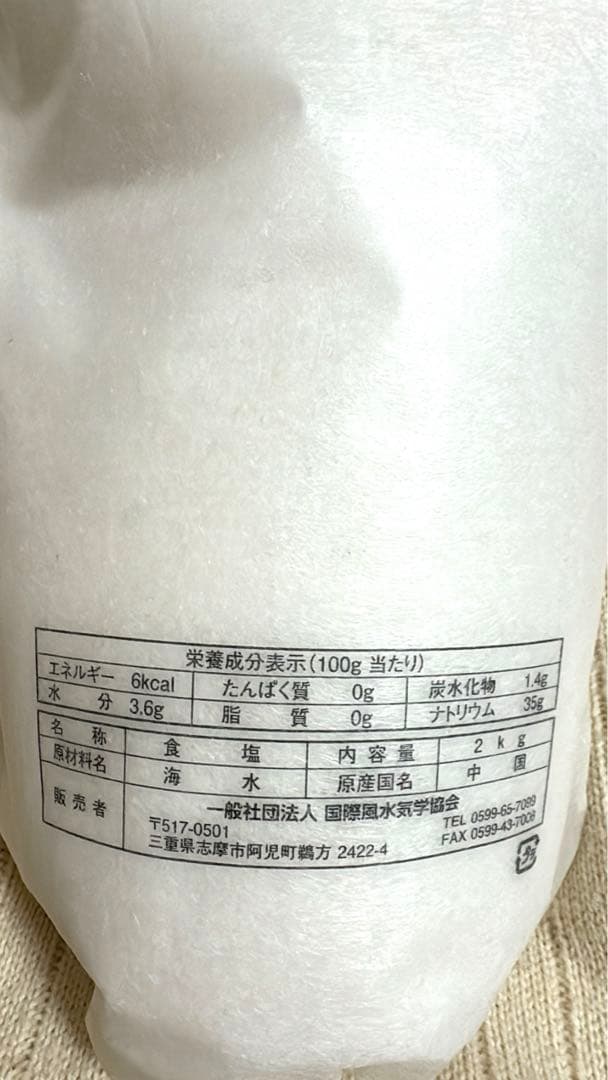 栄養成分表示(100g 当たり)
エネルギー 6kcal たんぱく質 0g 炭水化物 1.4g
水分 3.6g 脂質 0g ナトリウム 35g
名称 食塩 内容量 2kg
原材料名 海水 原産国名 中国
販売者 一般社団法人 国際風水気学協会
〒517-0501 TEL 0599-65-7099
三重県志摩市阿児町鵜方 2422-4 FAX 0599-43-7008
プラ